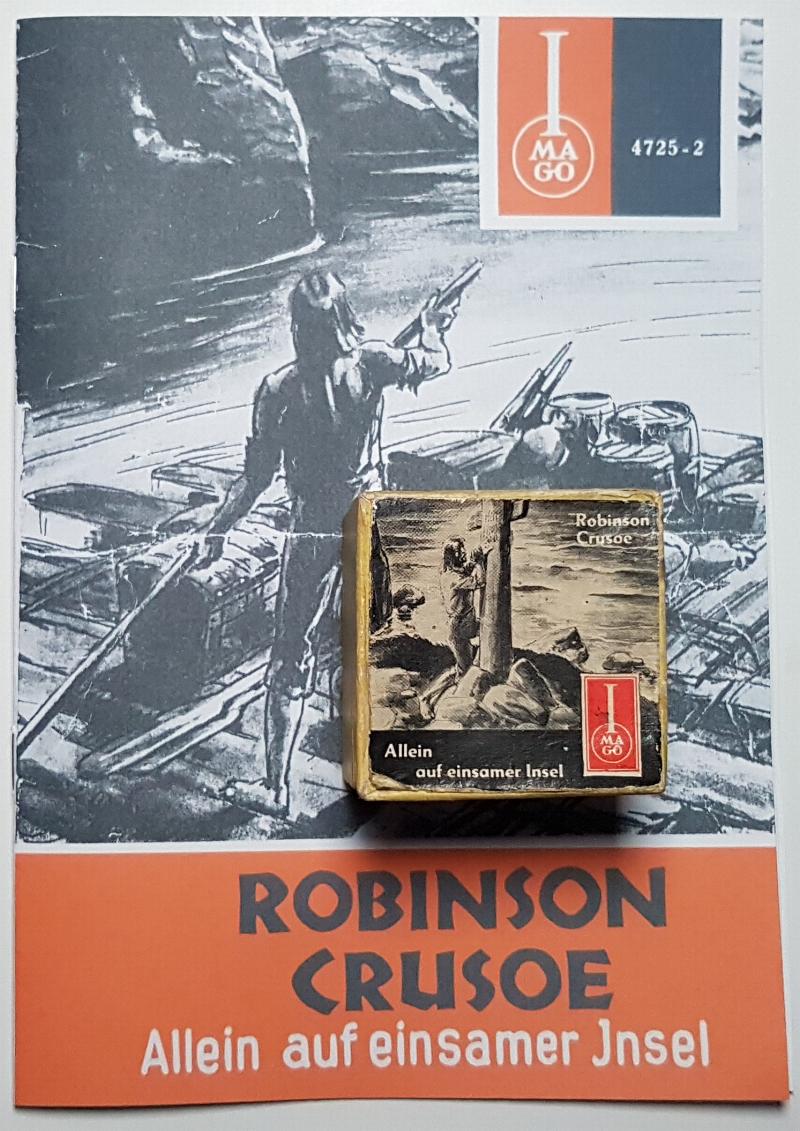 I
MA
GO
4725-2
Robinson
Crusoe
Allein
auf einsamer Insel
I
MA
GO
ROBINSON
CRUSOE
Allein auf einsamer Jnsel